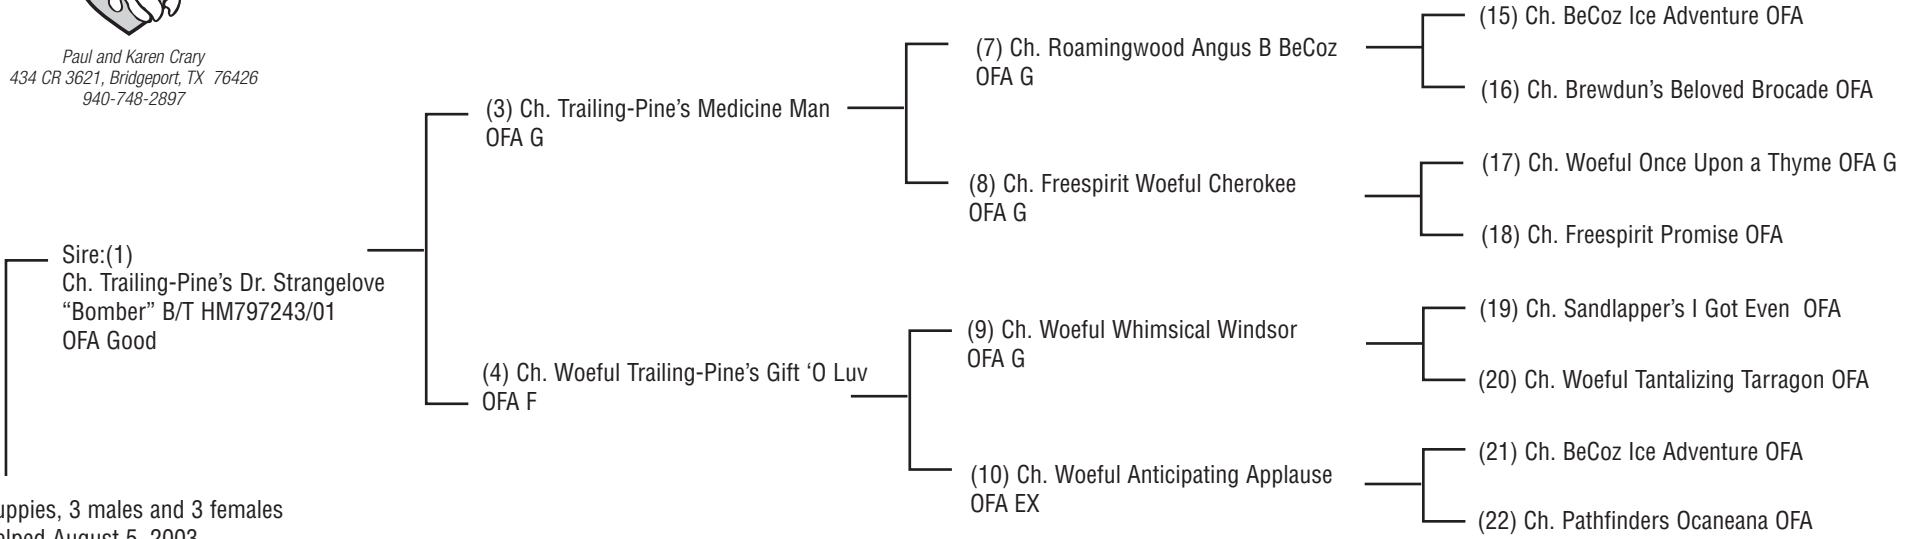 Paul and Karen Crary
434 CR 3621, Bridgeport, TX 76426
940-748-2897
Sire:(1)
Ch. Trailing-Pine's Dr. Strangelove
“Bomber” B/T HM797243/01
OFA Good
(3) Ch. Trailing-Pine's Medicine Man
OFA G
(4) Ch. Woeful Trailing-Pine's Gift ‘O Luv
OFA F
(7) Ch. Roamingwood Angus B BeCoz
OFA G
(8) Ch. Freespirit Woeful Cherokee
OFA G
(9) Ch. Woeful Whimsical Windsor
OFA G
(10) Ch. Woeful Anticipating Applause
OFA EX
(15) Ch. BeCoz Ice Adventure OFA
(16) Ch. Brewdun's Beloved Brocade OFA
(17) Ch. Woeful Once Upon a Thyme OFA G
(18) Ch. Freespirit Promise OFA
(19) Ch. Sandlapper's I Got Even OFA
(20) Ch. Woeful Tantalizing Tarragon OFA
(21) Ch. BeCoz Ice Adventure OFA
(22) Ch. Pathfinders Ocaneana OFA
uppies, 3 males and 3 females
elped August 5, 2003